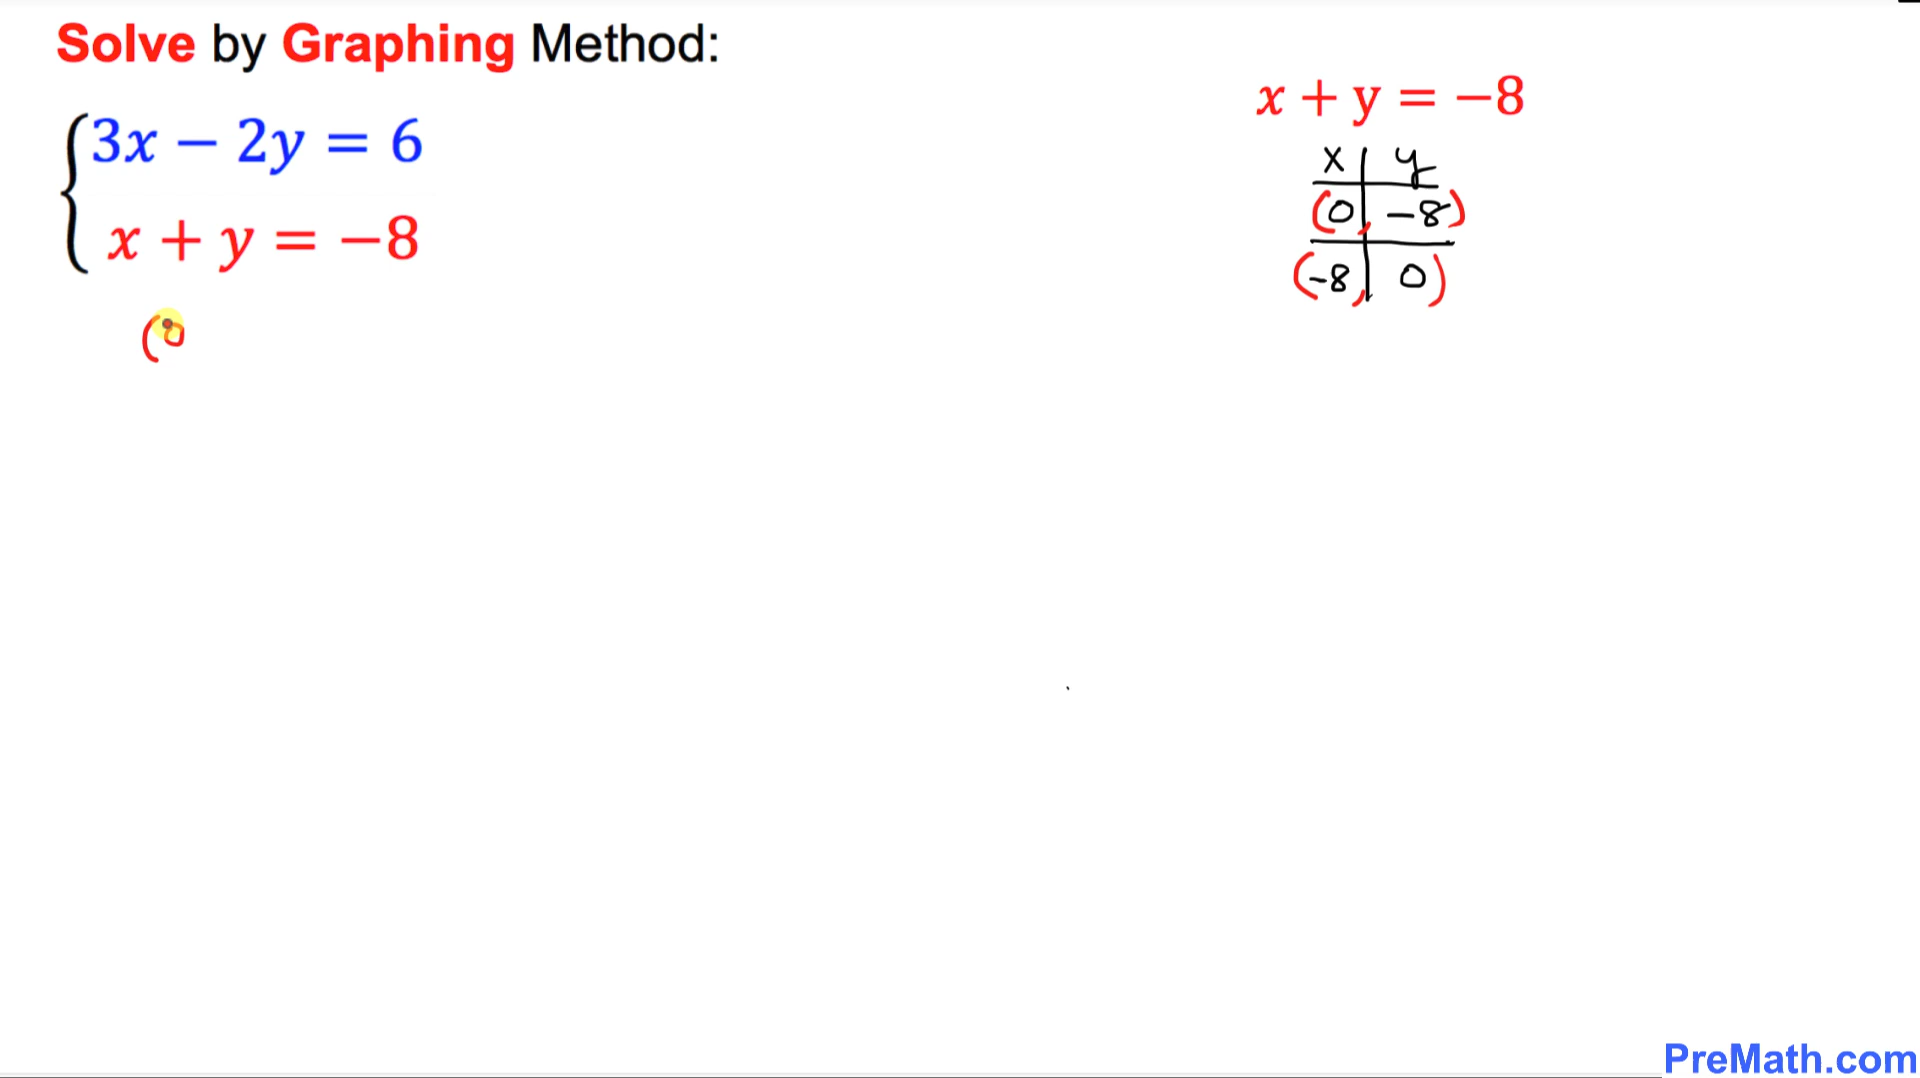 Solve by Graphing Method:
3x − 2y = 6
x + y = −8
(0
x + y = −8
x | y
(0, −8)
(−8, 0)
PreMath.com